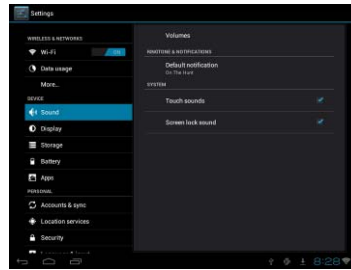 Settings
WIRELESS & NETWORKS
Wi-Fi
ON
Data usage
More...
DEVICE
Sound
Display
Storage
Battery
Apps
PERSONAL
Accounts & sync
Location services
Security
Volumes
RINGTONE & NOTIFICATIONS
Default notification
On The Hunt
SYSTEM
Touch sounds
Screen lock sound
8:28